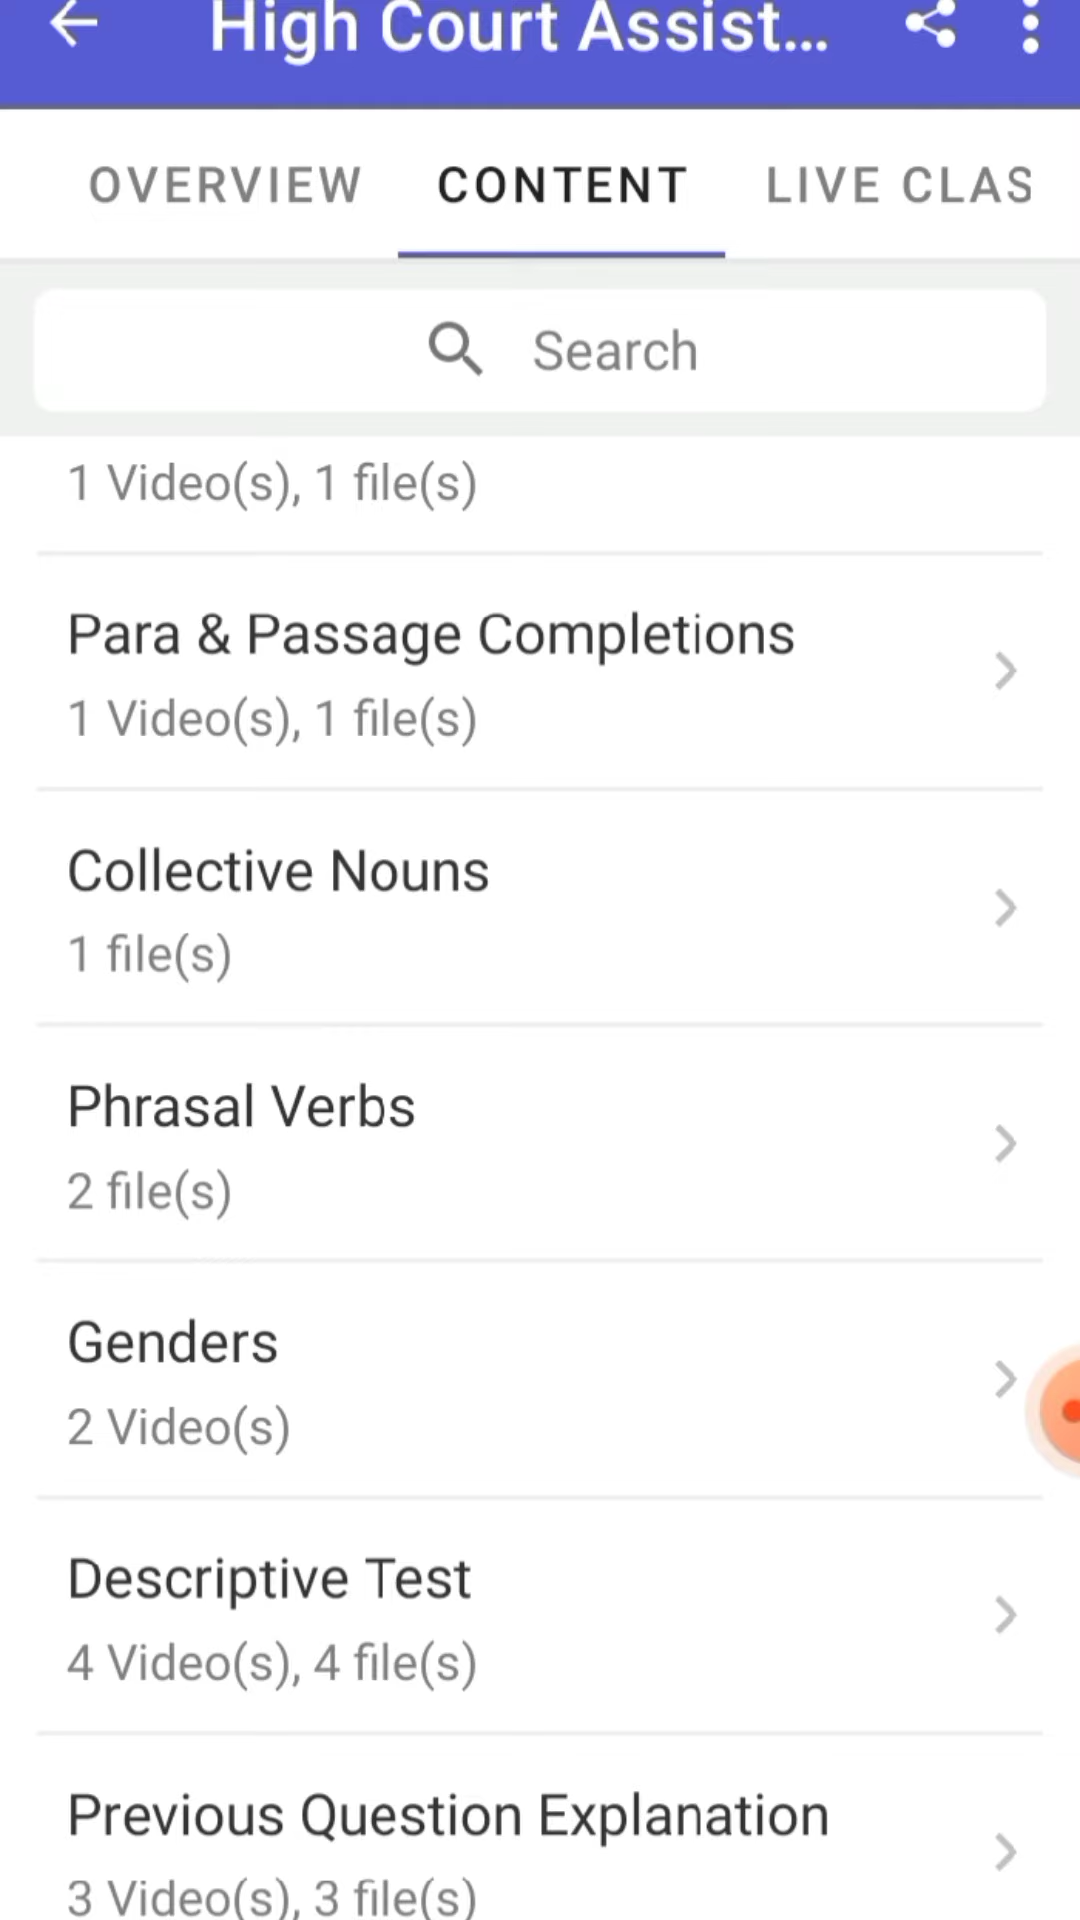 High Court Assist...
OVERVIEW CONTENT LIVE CLAS
Search
1 Video(s), 1 file(s)
Para & Passage Completions
1 Video(s), 1 file(s)
Collective Nouns
1 file(s)
Phrasal Verbs
2 file(s)
Genders
2 Video(s)
Descriptive Test
4 Video(s), 4 file(s)
Previous Question Explanation
3 Video(s), 3 file(s)